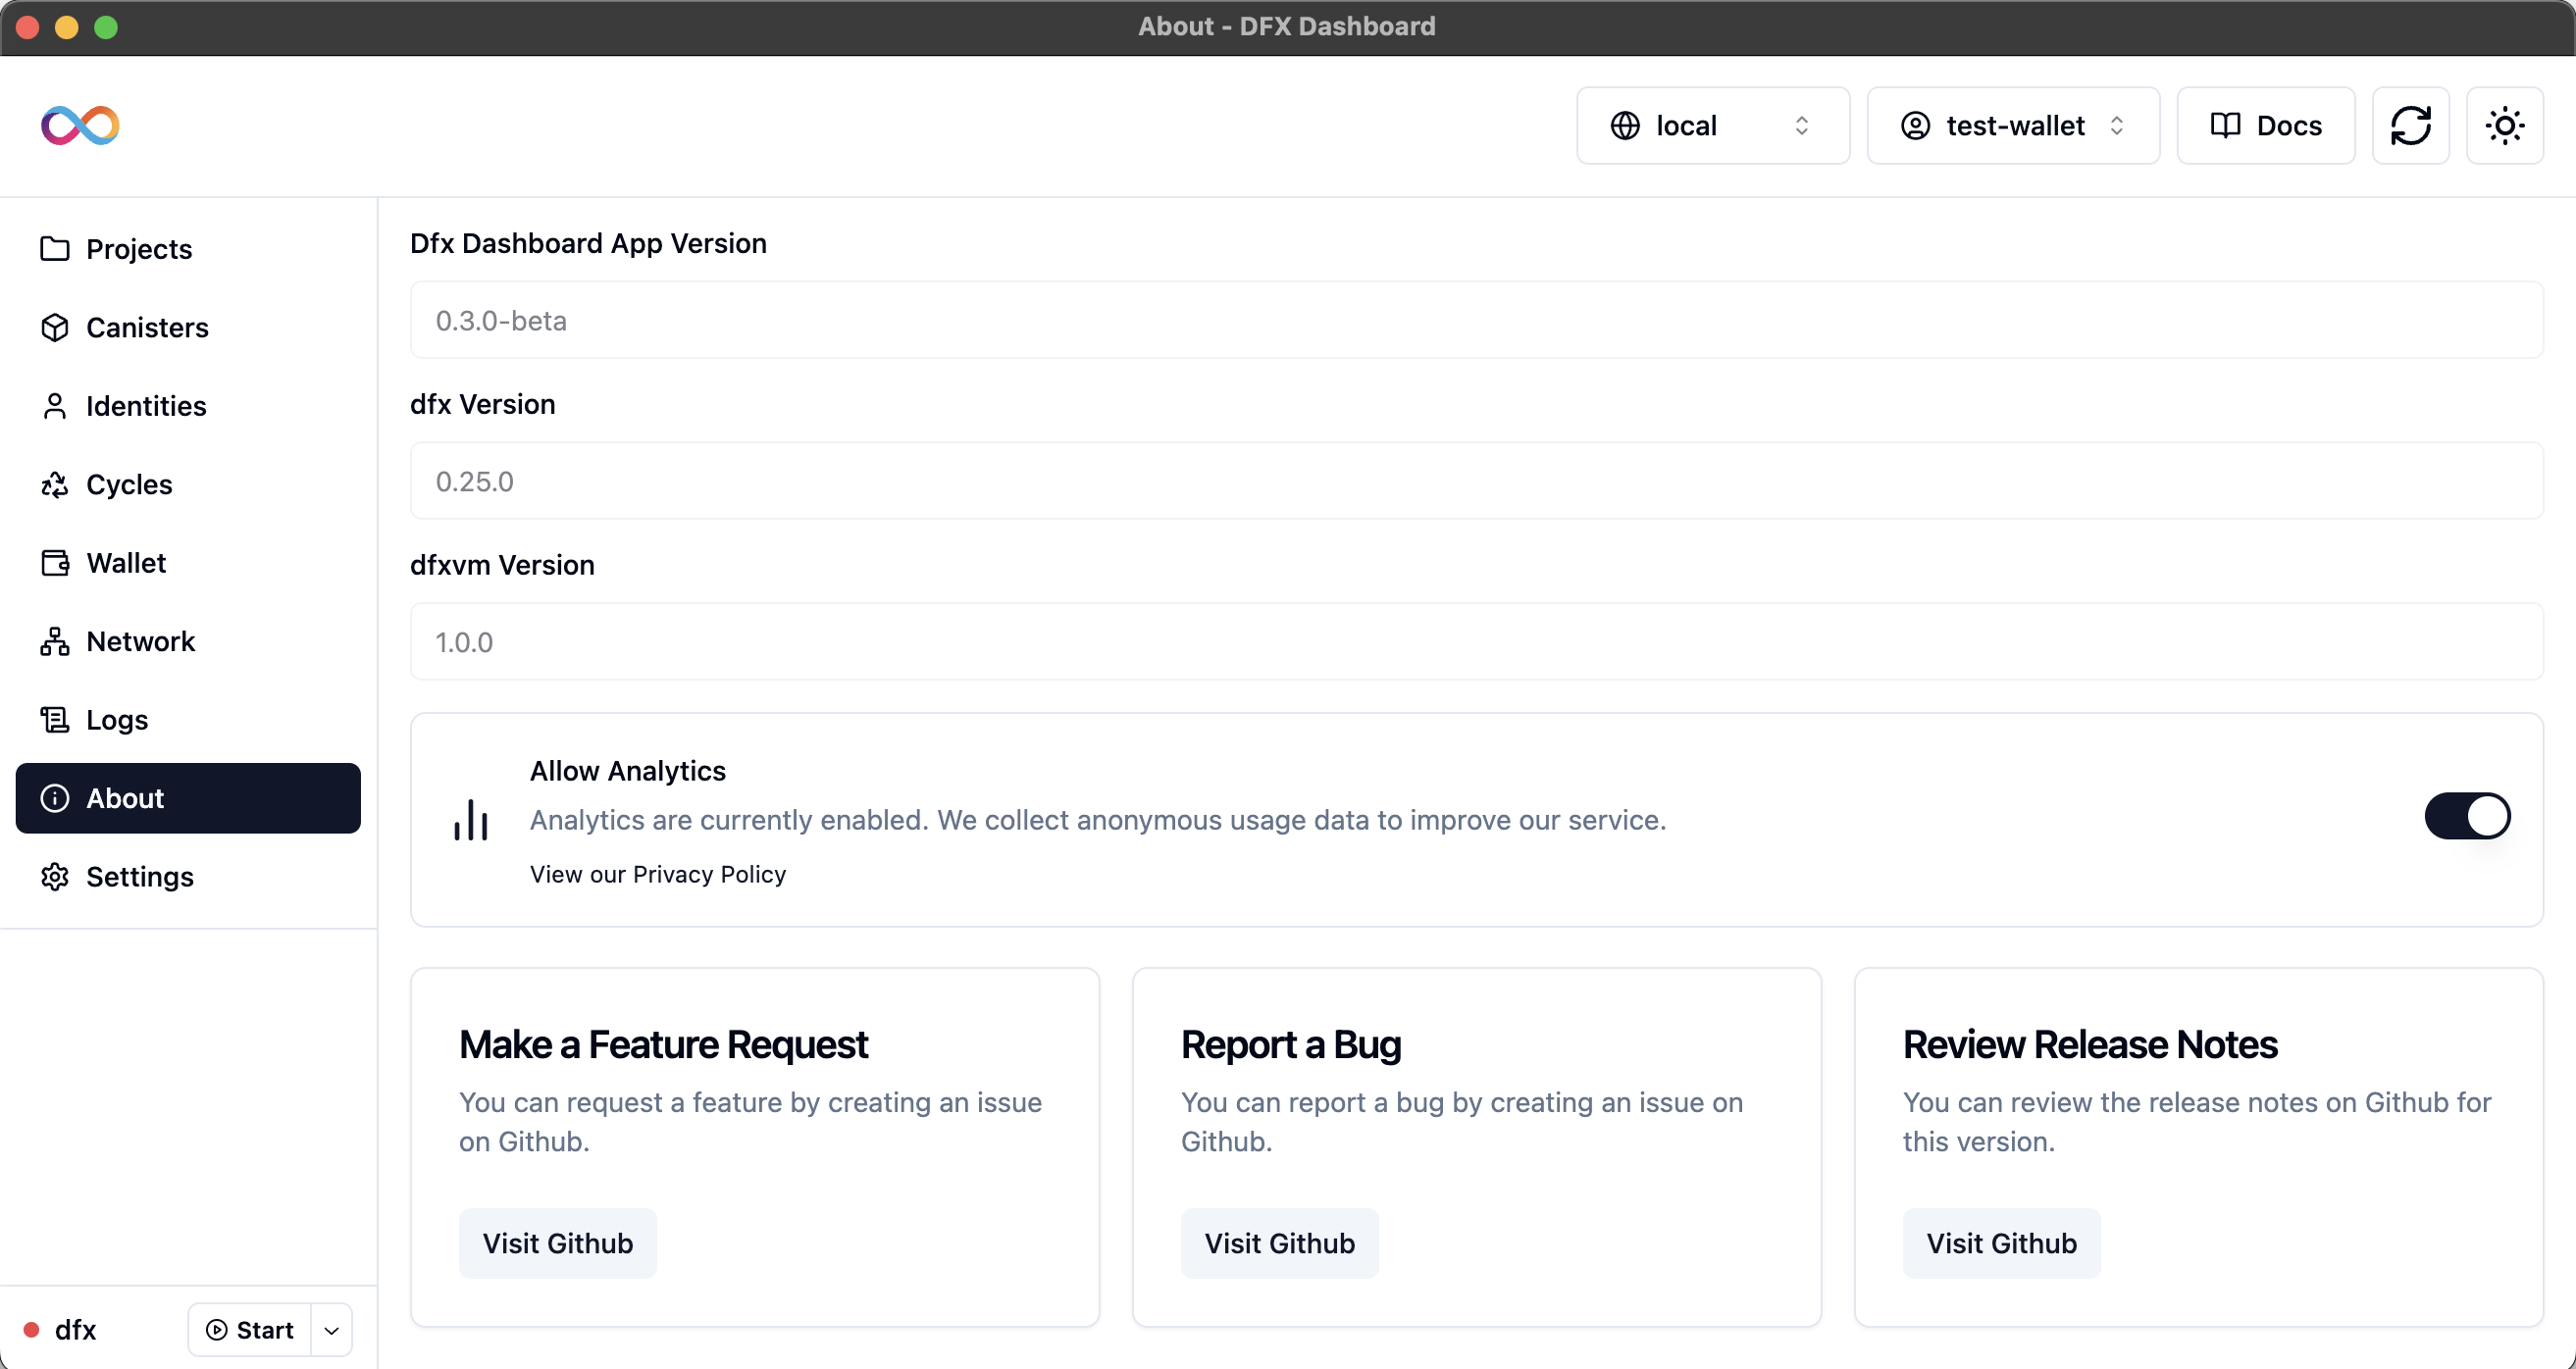 About - DFX Dashboard
local
test-wallet
Docs
Projects
Canisters
Identities
Cycles
Wallet
Network
Logs
About
Settings
dfx
Start
Dfx Dashboard App Version
0.3.0-beta
dfx Version
0.25.0
dfxvm Version
1.0.0
Allow Analytics
Analytics are currently enabled. We collect anonymous usage data to improve our service.
View our Privacy Policy
Make a Feature Request
You can request a feature by creating an issue
on Github.
Visit Github
Report a Bug
You can report a bug by creating an issue on
Github.
Visit Github
Review Release Notes
You can review the release notes on Github for
this version.
Visit Github